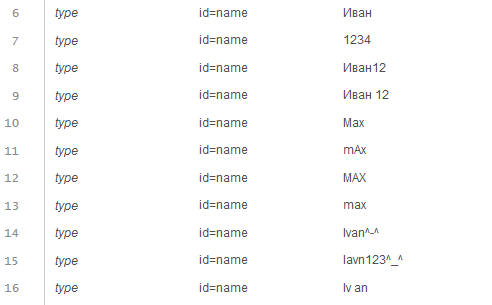 6 type id=name Иван
7 type id=name 1234
8 type id=name Иван12
9 type id=name Иван 12
10 type id=name Max
11 type id=name mAx
12 type id=name MAX
13 type id=name max
14 type id=name Ivan^-^
15 type id=name Iavn123^_^
16 type id=name Iv an